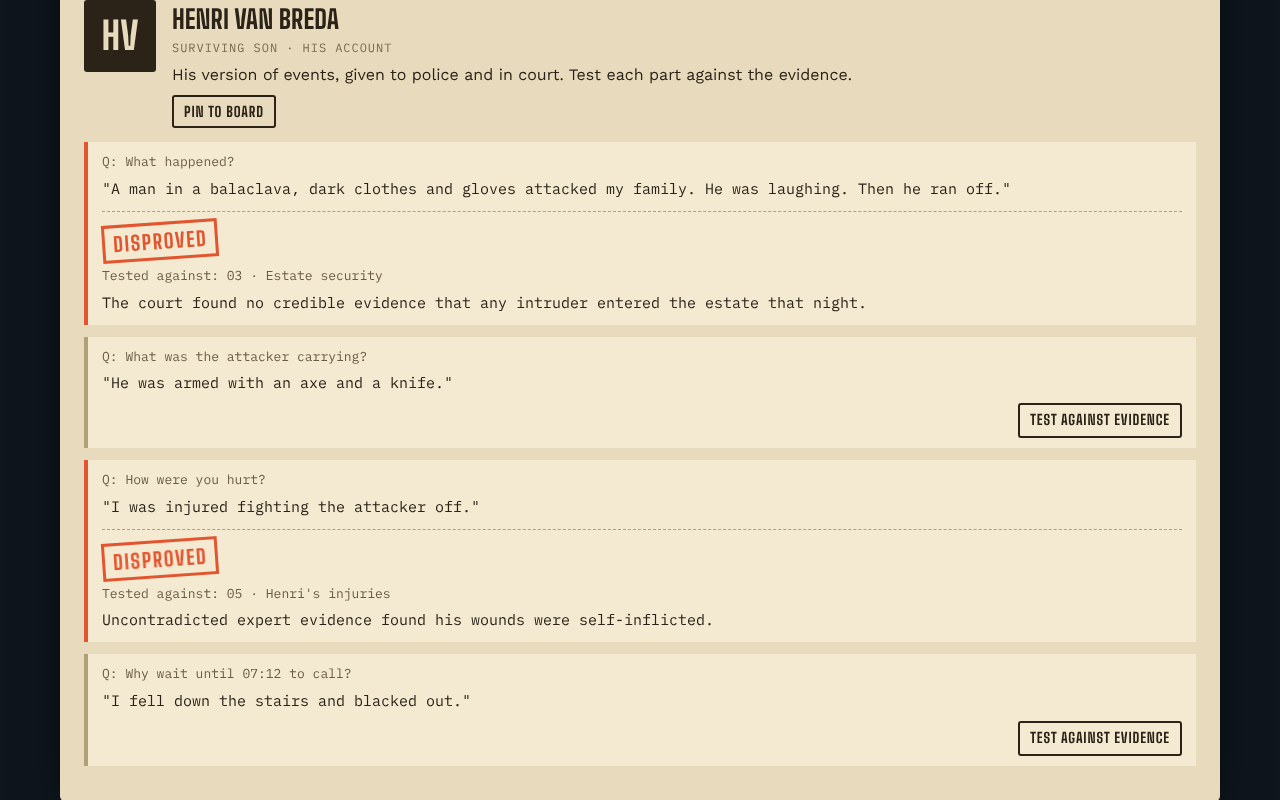 HV
HENRI VAN BREDA
SURVIVING SON · HIS ACCOUNT
His version of events, given to police and in court. Test each part against the evidence.
PIN TO BOARD
Q: What happened?
"A man in a balaclava, dark clothes and gloves attacked my family. He was laughing. Then he ran off."
DISPROVED
Tested against: 03 · Estate security
The court found no credible evidence that any intruder entered the estate that night.
Q: What was the attacker carrying?
"He was armed with an axe and a knife."
TEST AGAINST EVIDENCE
Q: How were you hurt?
"I was injured fighting the attacker off."
DISPROVED
Tested against: 05 · Henri's injuries
Uncontradicted expert evidence found his wounds were self-inflicted.
Q: Why wait until 07:12 to call?
"I fell down the stairs and blacked out."
TEST AGAINST EVIDENCE